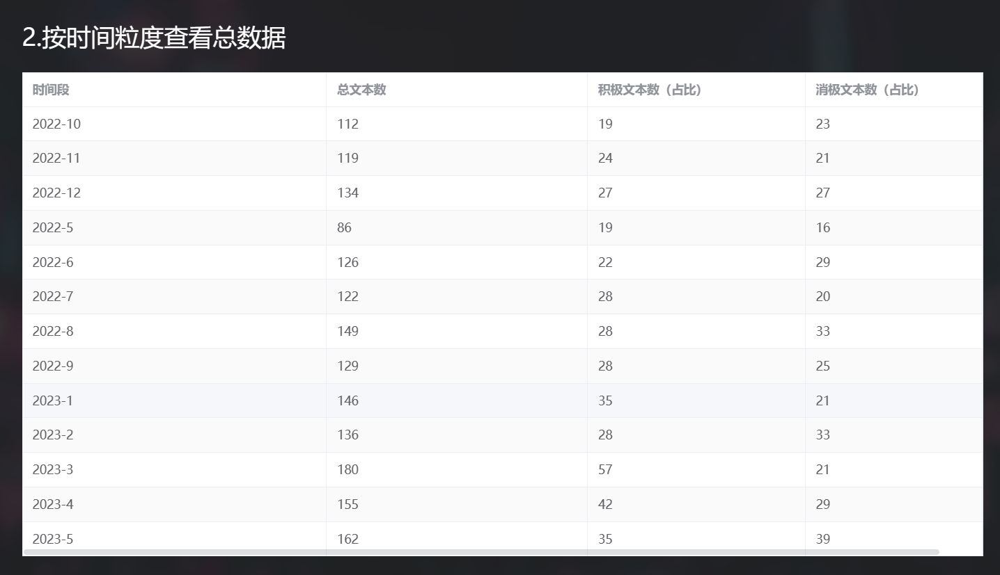 2.按时间粒度查看总数据
时间段 总文本数 积极文本数（占比） 消极文本数（占比）
2022-10 112 19 23
2022-11 119 24 21
2022-12 134 27 27
2022-5 86 19 16
2022-6 126 22 29
2022-7 122 28 20
2022-8 149 28 33
2022-9 129 28 25
2023-1 146 35 21
2023-2 136 28 33
2023-3 180 57 21
2023-4 155 42 29
2023-5 162 35 39